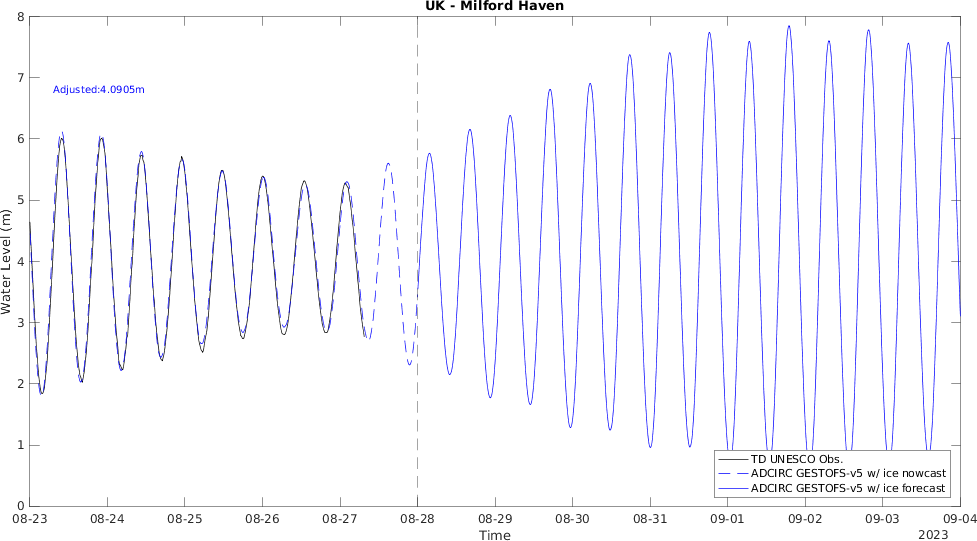 UK - Milford Haven
8
7
6
5
4
3
2
1
0
Water Level (m)
Adjusted:4.0905m
TD UNESCO Obs.
ADCIRC GESTOFS-v5 w/ ice nowcast
ADCIRC GESTOFS-v5 w/ ice forecast
08-23 08-24 08-25 08-26 08-27 08-28 08-29 08-30 08-31 09-01 09-02 09-03 09-04
Time
2023